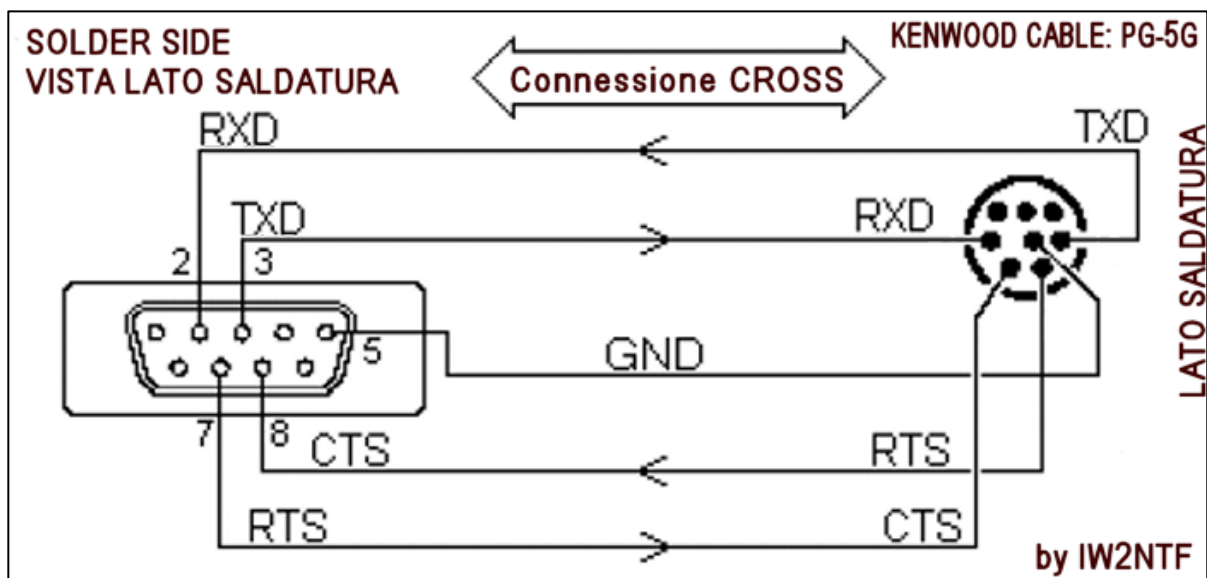 SOLDER SIDE
VISTA LATO SALDATURA
Connessione CROSS
KENWOOD CABLE: PG-5G
RXD
TXD
TXD
RXD
2
3
5
GND
7
8
CTS
RTS
RTS
CTS
LATO SALDATURA
by IW2NTF